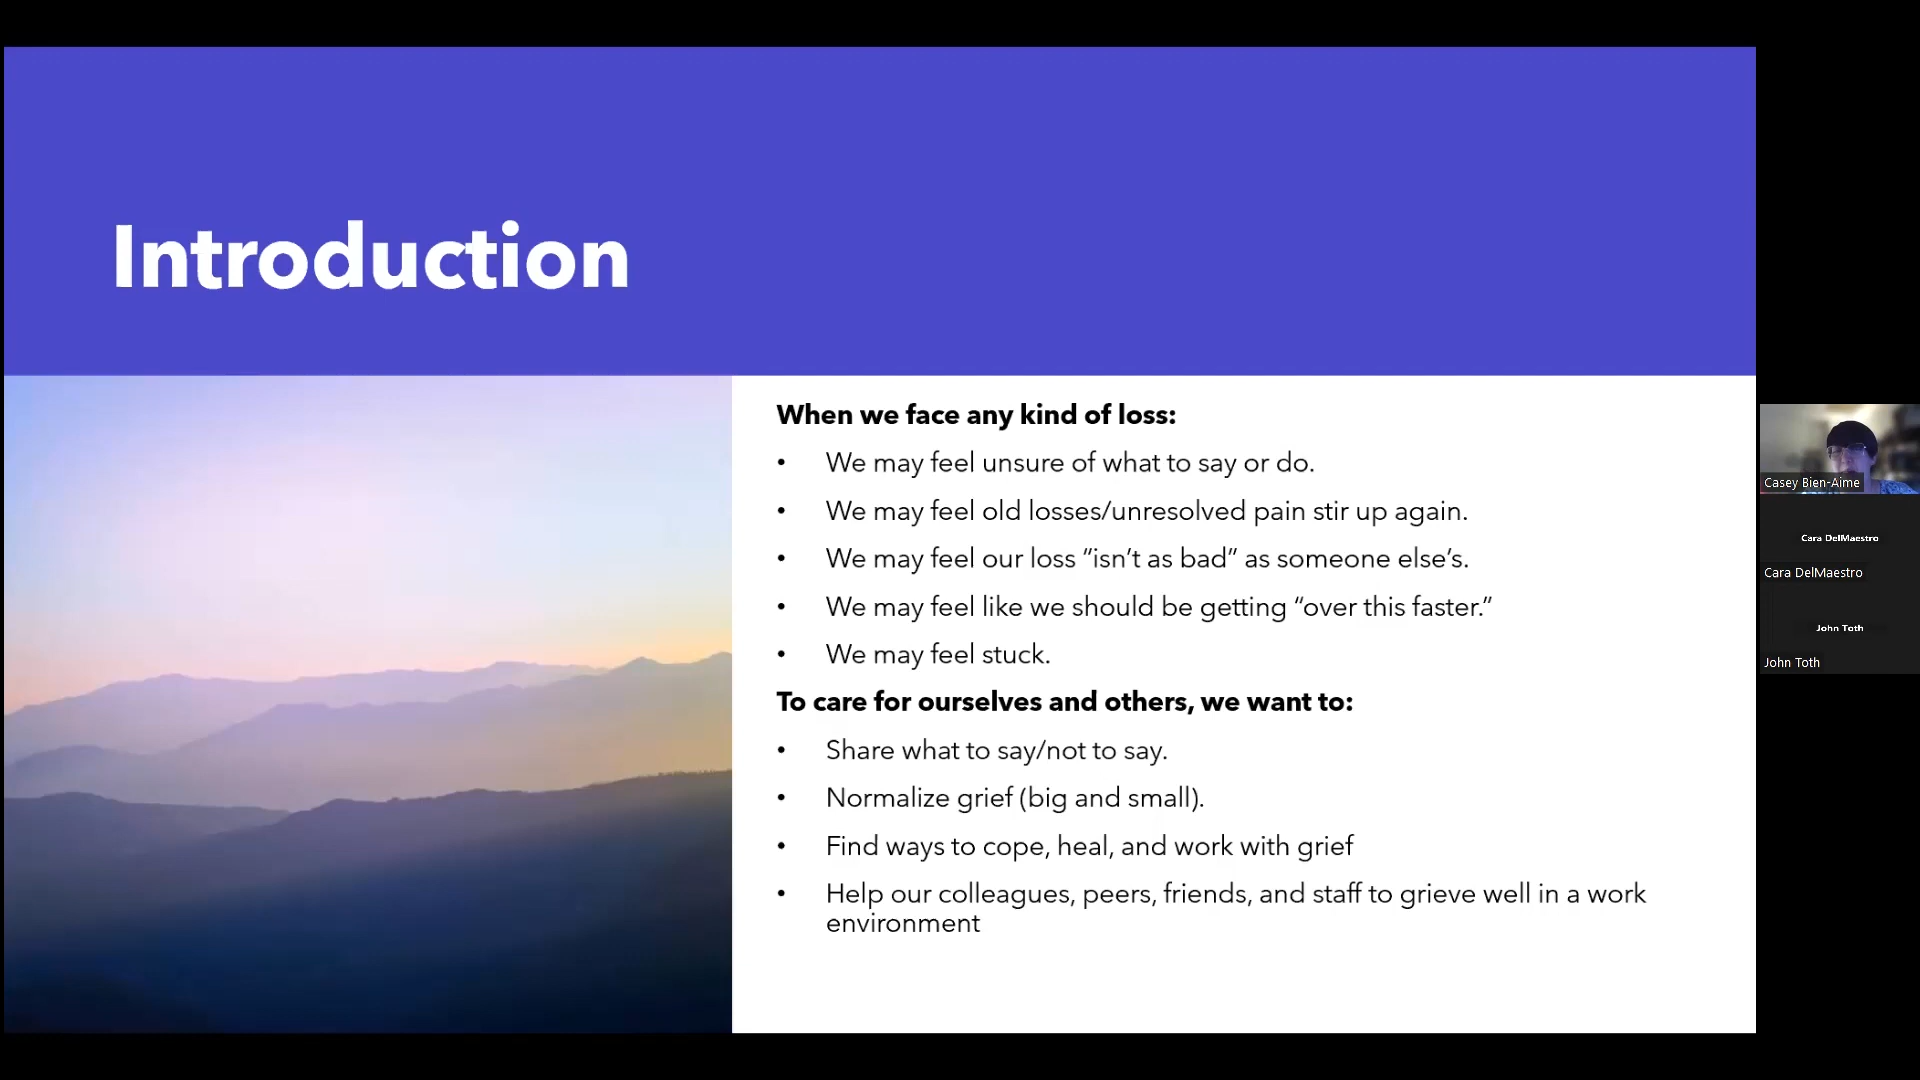 Introduction
When we face any kind of loss:
• We may feel unsure of what to say or do.
• We may feel old losses/unresolved pain stir up again.
• We may feel our loss “isn’t as bad” as someone else’s.
• We may feel like we should be getting “over this faster.”
• We may feel stuck.
To care for ourselves and others, we want to:
• Share what to say/not to say.
• Normalize grief (big and small).
• Find ways to cope, heal, and work with grief
• Help our colleagues, peers, friends, and staff to grieve well in a work
environment
Casey Bien-Aime
Cara DelMaestro
Cara DelMaestro
John Toth
John Toth